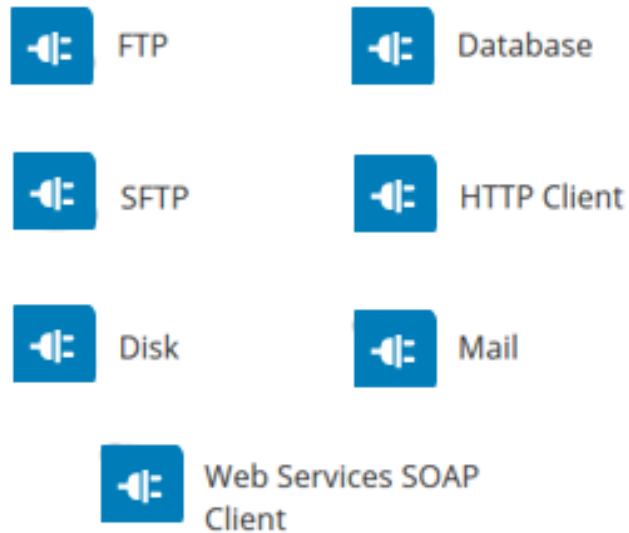 FTP
Database
SFTP
HTTP Client
Disk
Mail
Web Services SOAP
Client